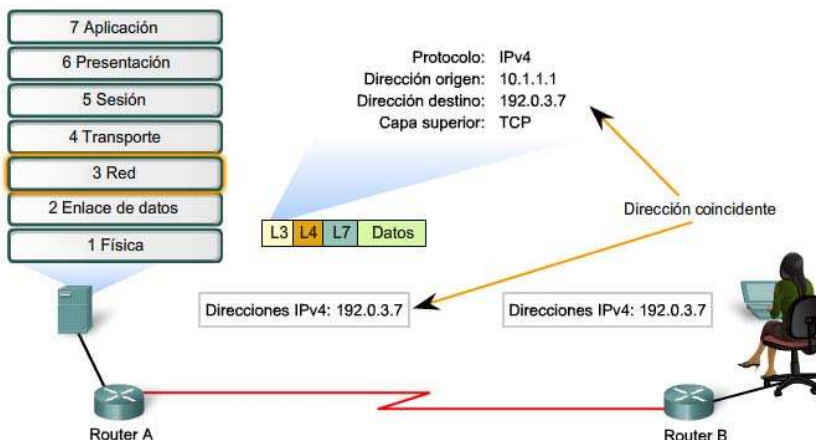 7 Aplicación
6 Presentación
5 Sesión
4 Transporte
3 Red
2 Enlace de datos
1 Física
Protocolo: IPv4
Dirección origen: 10.1.1.1
Dirección destino: 192.0.3.7
Capa superior: TCP
L3 L4 L7 Datos
Dirección coincidente
Direcciones IPv4: 192.0.3.7
Direcciones IPv4: 192.0.3.7
Router A
Router B